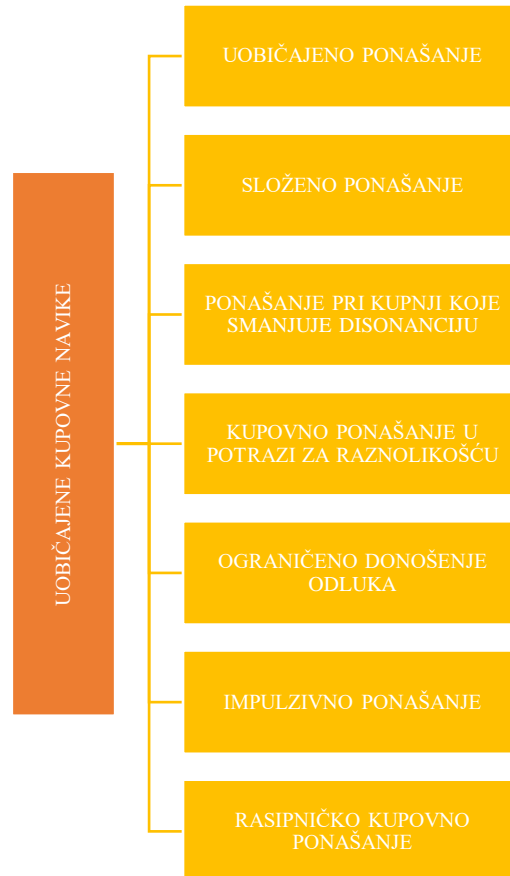 UOBIČAJENE KUPOVNE NAVIKE
UOBIČAJENO PONAŠANJE
SLOŽENO PONAŠANJE
PONAŠANJE PRI KUPNJI KOJE
SMANJUJE DISONANCIJU
KUPOVNO PONAŠANJE U
POTRAZI ZA RAZNOLIKOŠĆU
OGRANIČENO DONOŠENJE
ODLUKA
IMPULZIVNO PONAŠANJE
RASIPNIČKO KUPOVNO
PONAŠANJE